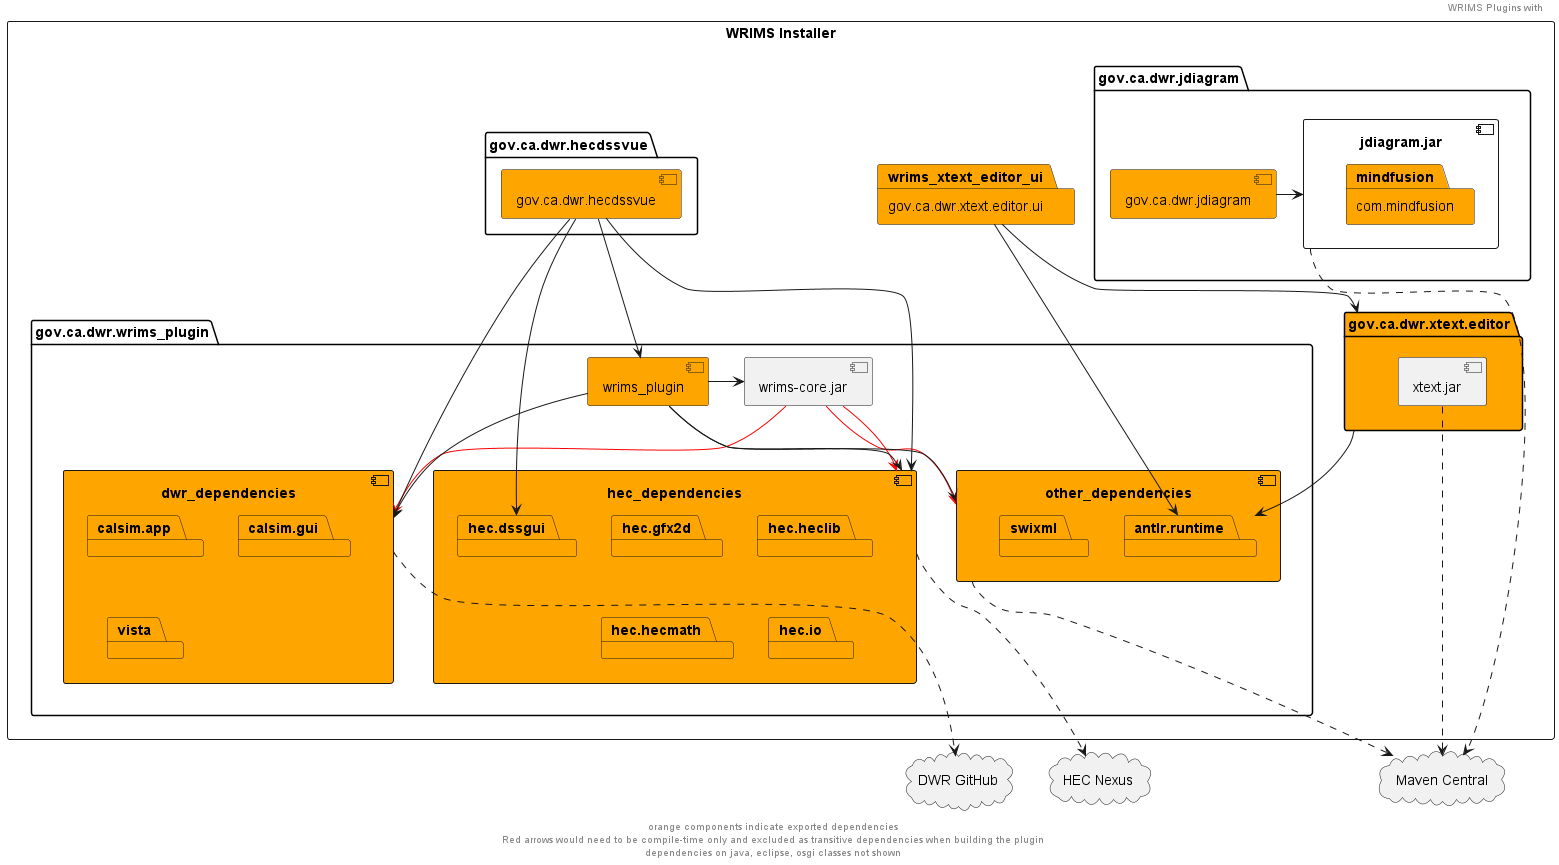 WRIMS Plugins with
WRIMS Installer
gov.ca.dwr.jdiagram
jdiagram.jar
mindfusion
com.mindfusion
gov.ca.dwr.jdiagram
gov.ca.dwr.hecdssvue
gov.ca.dwr.hecdssvue
wrims_xtext_editor_ui
gov.ca.dwr.xtext.editor.ui
gov.ca.dwr.xtext.editor
xtext.jar
gov.ca.dwr.wrims_plugin
wrims_plugin
wrims-core.jar
dwr_dependencies
calsim.app
calsim.gui
vista
hec_dependencies
hec.dssgui
hec.gfx2d
hec.heclib
hec.hecmath
hec.io
other_dependencies
swixml
antlr.runtime
DWR GitHub
HEC Nexus
Maven Central
orange components indicate exported dependencies
Red arrows would need to be compile-time only and excluded as transitive dependencies when building the plugin
dependencies on java, eclipse, osgi classes not shown